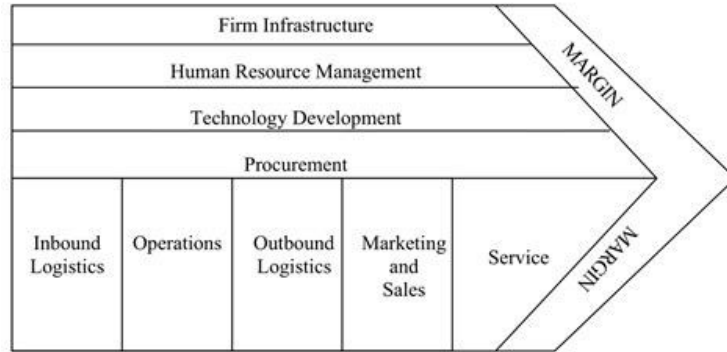 Firm Infrastructure
Human Resource Management
Technology Development
Procurement
MARGIN
Inbound
Logistics
Operations
Outbound
Logistics
Marketing
and
Sales
Service
MARGIN